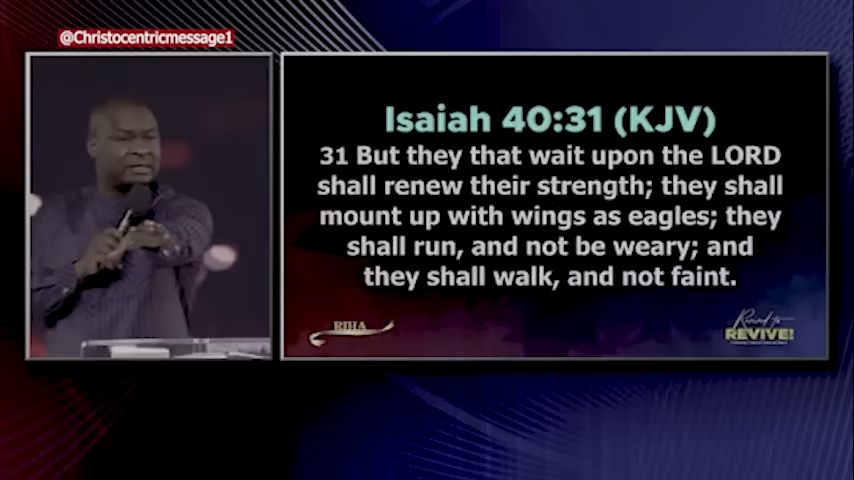 @Christocentricmessage1
Isaiah 40:31 (KJV)
31 But they that wait upon the LORD
shall renew their strength; they shall
mount up with wings as eagles; they
shall run, and not be weary; and
they shall walk, and not faint.
REVIVE!